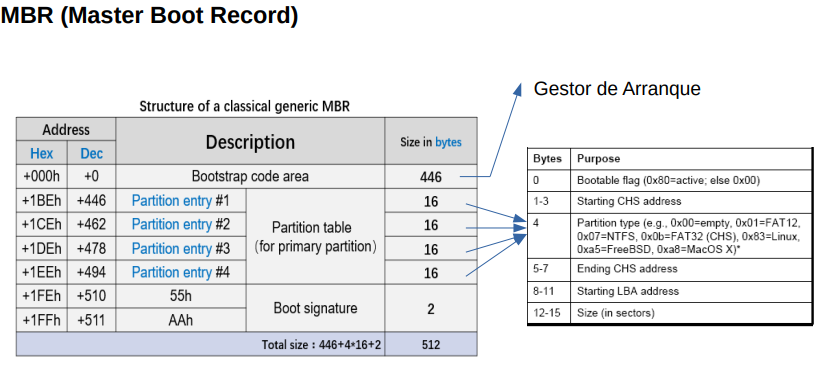 MBR (Master Boot Record)
Gestor de Arranque
Structure of a classical generic MBR
Address Description Size in bytes
Hex Dec
+000h +0 Bootstrap code area 446
+1BEh +446 Partition entry #1 16
+1CEh +462 Partition entry #2 16
+1DEh +478 Partition entry #3 16
+1EEh +494 Partition entry #4 16
Partition table
(for primary partition)
+1FEh +510 55h
+1FFh +511 AAh
Boot signature 2
Total size : 446+4*16+2 512
Bytes Purpose
0 Bootable flag (0x80=active; else 0x00)
1-3 Starting CHS address
4 Partition type (e.g., 0x00=empty, 0x01=FAT12,
0x07=NTFS, 0x0b=FAT32 (CHS), 0x83=Linux,
0xa5=FreeBSD, 0xa8=MacOS X)*
5-7 Ending CHS address
8-11 Starting LBA address
12-15 Size (in sectors)